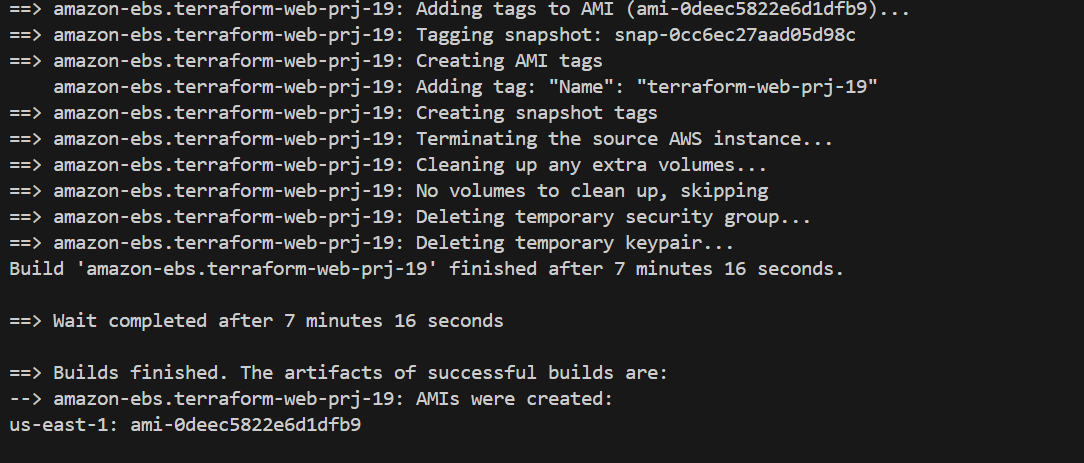 ==> amazon-ebs.terraform-web-prj-19: Adding tags to AMI (ami-0deec5822e6d1dfb9)...
==> amazon-ebs.terraform-web-prj-19: Tagging snapshot: snap-0cc6ec27aad05d98c
==> amazon-ebs.terraform-web-prj-19: Creating AMI tags
    amazon-ebs.terraform-web-prj-19: Adding tag: "Name": "terraform-web-prj-19"
==> amazon-ebs.terraform-web-prj-19: Creating snapshot tags
==> amazon-ebs.terraform-web-prj-19: Terminating the source AWS instance...
==> amazon-ebs.terraform-web-prj-19: Cleaning up any extra volumes...
==> amazon-ebs.terraform-web-prj-19: No volumes to clean up, skipping
==> amazon-ebs.terraform-web-prj-19: Deleting temporary security group...
==> amazon-ebs.terraform-web-prj-19: Deleting temporary keypair...
Build 'amazon-ebs.terraform-web-prj-19' finished after 7 minutes 16 seconds.

==> Wait completed after 7 minutes 16 seconds

==> Builds finished. The artifacts of successful builds are:
--> amazon-ebs.terraform-web-prj-19: AMIs were created:
us-east-1: ami-0deec5822e6d1dfb9